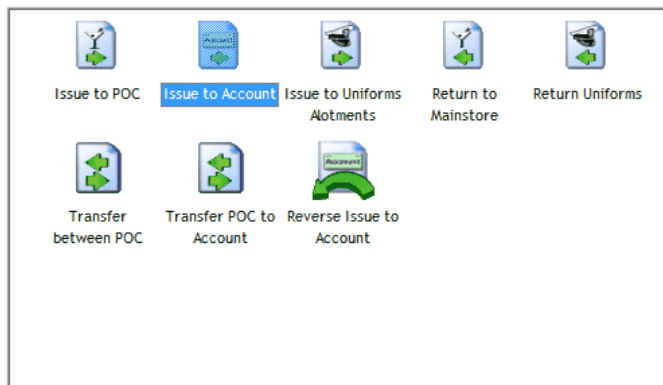 Issue to POC
Issue to Account
Issue to Uniforms
Alotments
Return to
Mainstore
Return Uniforms
Transfer
between POC
Transfer POC to
Account
Account
Reverse Issue to
Account